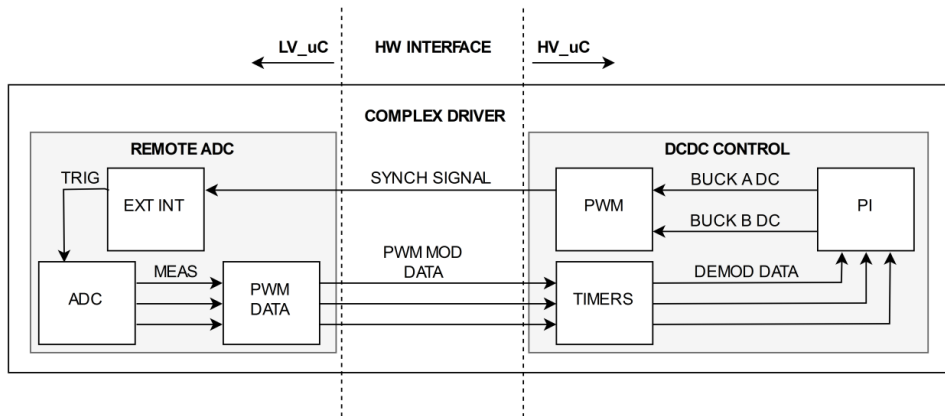 LV_uC
HW INTERFACE
HV_uC
COMPLEX DRIVER
REMOTE ADC
DCDC CONTROL
TRIG
EXT INT
SYNCH SIGNAL
PWM
BUCK A DC
BUCK B DC
PI
ADC
MEAS
PWM
DATA
PWM MOD
DATA
TIMERS
DEMOD DATA